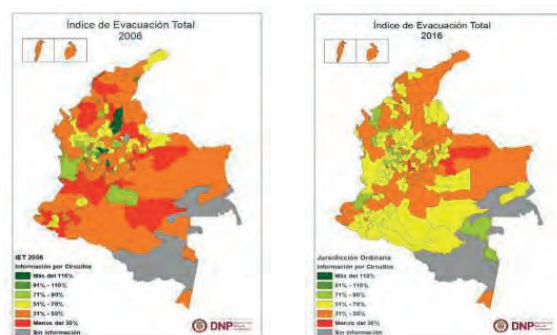 Índice de Evacuación Total
2006
IET 2006
Información por Circuitos
Más del 110%
91% - 110%
71% - 90%
51% - 70%
31% - 50%
Menos del 30%
Sin información
DNP
Índice de Evacuación Total
2016
Jurisdicción Ordinaria
Información por Circuitos
Más del 110%
91% - 110%
71% - 90%
51% - 70%
31% - 50%
Menos del 30%
Sin información
DNP